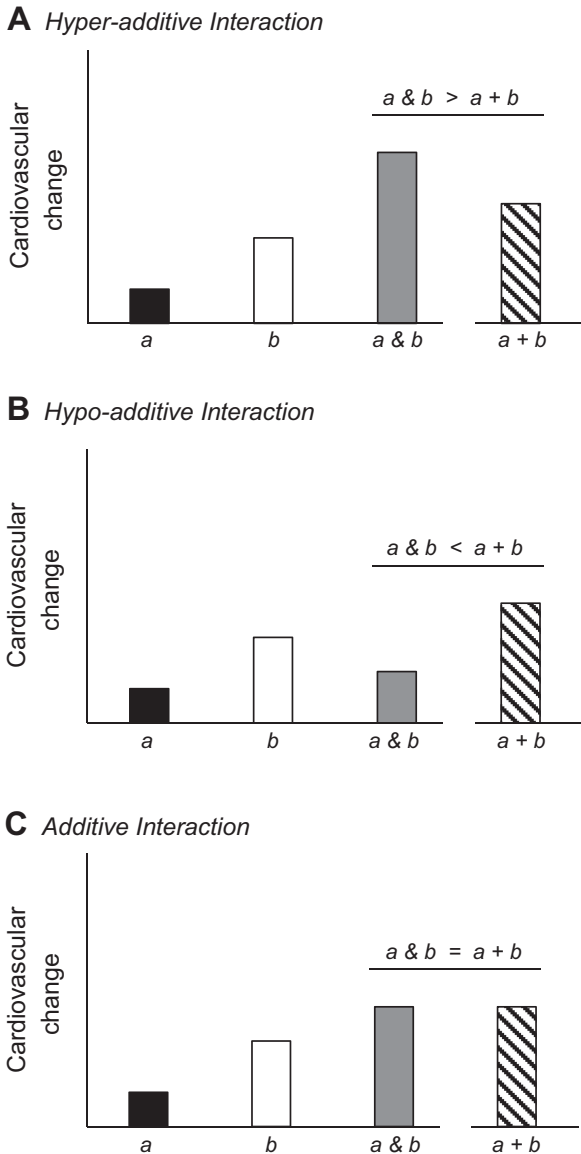 A Hyper-additive Interaction
Cardiovascular
change
a & b > a + b
a
b
a & b
a + b
B Hypo-additive Interaction
Cardiovascular
change
a & b < a + b
a
b
a & b
a + b
C Additive Interaction
Cardiovascular
change
a & b = a + b
a
b
a & b
a + b